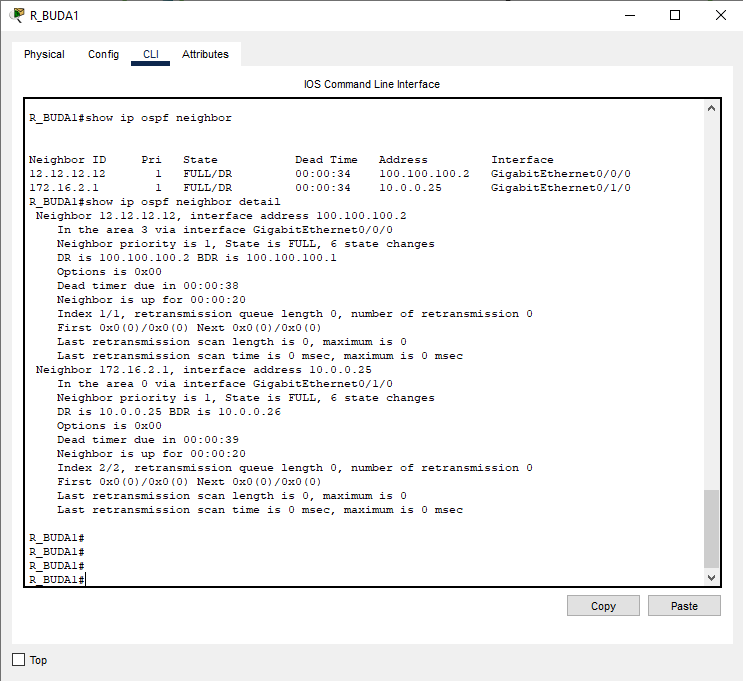 R_BUDA1
Physical Config CLI Attributes
IOS Command Line Interface
R_BUDA1#show ip ospf neighbor
Neighbor ID Pri State Dead Time Address Interface
12.12.12.12 1 FULL/DR 00:00:34 100.100.100.2 GigabitEthernet0/0/0
172.16.2.1 1 FULL/DR 00:00:34 10.0.0.25 GigabitEthernet0/1/0
R_BUDA1#show ip ospf neighbor detail
Neighbor 12.12.12.12, interface address 100.100.100.2
In the area 3 via interface GigabitEthernet0/0/0
Neighbor priority is 1, State is FULL, 6 state changes
DR is 100.100.100.2 BDR is 100.100.100.1
Options is 0x00
Dead timer due in 00:00:38
Neighbor is up for 00:00:20
Index 1/1, retransmission queue length 0, number of retransmission 0
First 0x0(0)/0x0(0) Next 0x0(0)/0x0(0)
Last retransmission scan length is 0, maximum is 0
Last retransmission scan time is 0 msec, maximum is 0 msec
Neighbor 172.16.2.1, interface address 10.0.0.25
In the area 0 via interface GigabitEthernet0/1/0
Neighbor priority is 1, State is FULL, 6 state changes
DR is 10.0.0.25 BDR is 10.0.0.26
Options is 0x00
Dead timer due in 00:00:39
Neighbor is up for 00:00:20
Index 2/2, retransmission queue length 0, number of retransmission 0
First 0x0(0)/0x0(0) Next 0x0(0)/0x0(0)
Last retransmission scan length is 0, maximum is 0
Last retransmission scan time is 0 msec, maximum is 0 msec
R_BUDA1#
R_BUDA1#
R_BUDA1#
R_BUDA1#
Copy Paste
Top